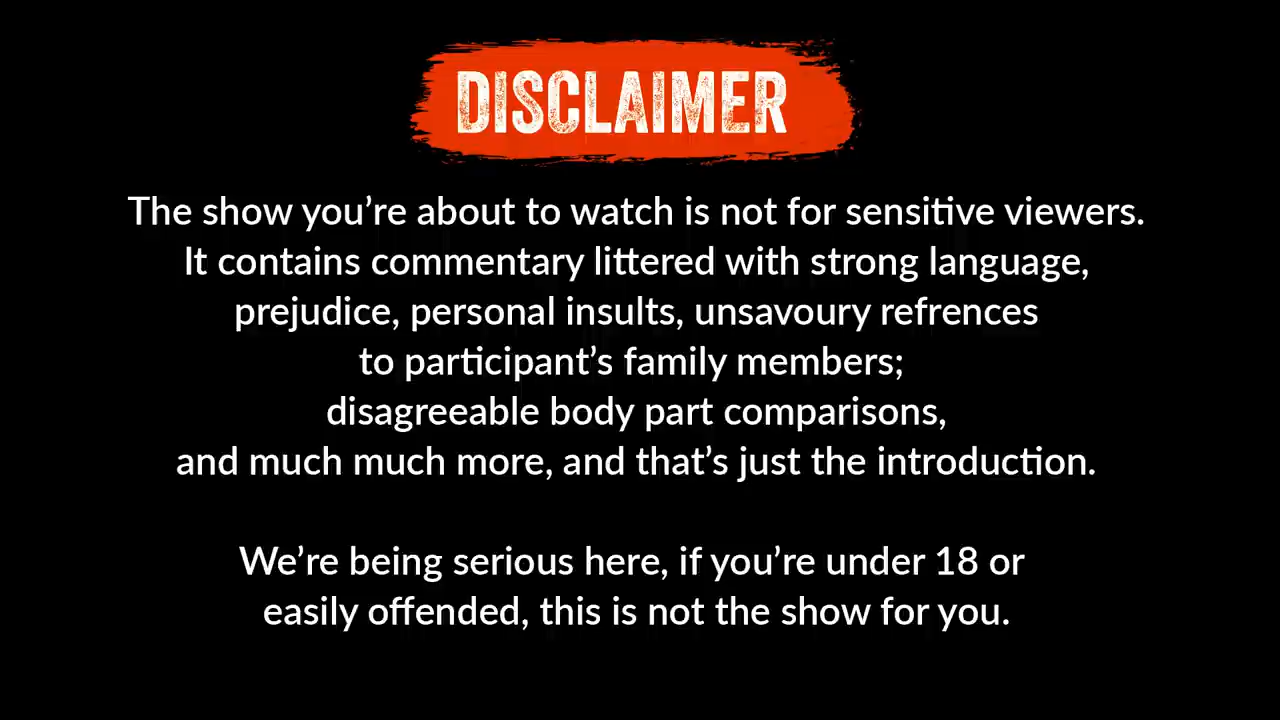 DISCLAIMER
The show you’re about to watch is not for sensitive viewers.
It contains commentary littered with strong language,
prejudice, personal insults, unsavoury refrences
to participant’s family members;
disagreeable body part comparisons,
and much much more, and that’s just the introduction.
We’re being serious here, if you’re under 18 or
easily offended, this is not the show for you.